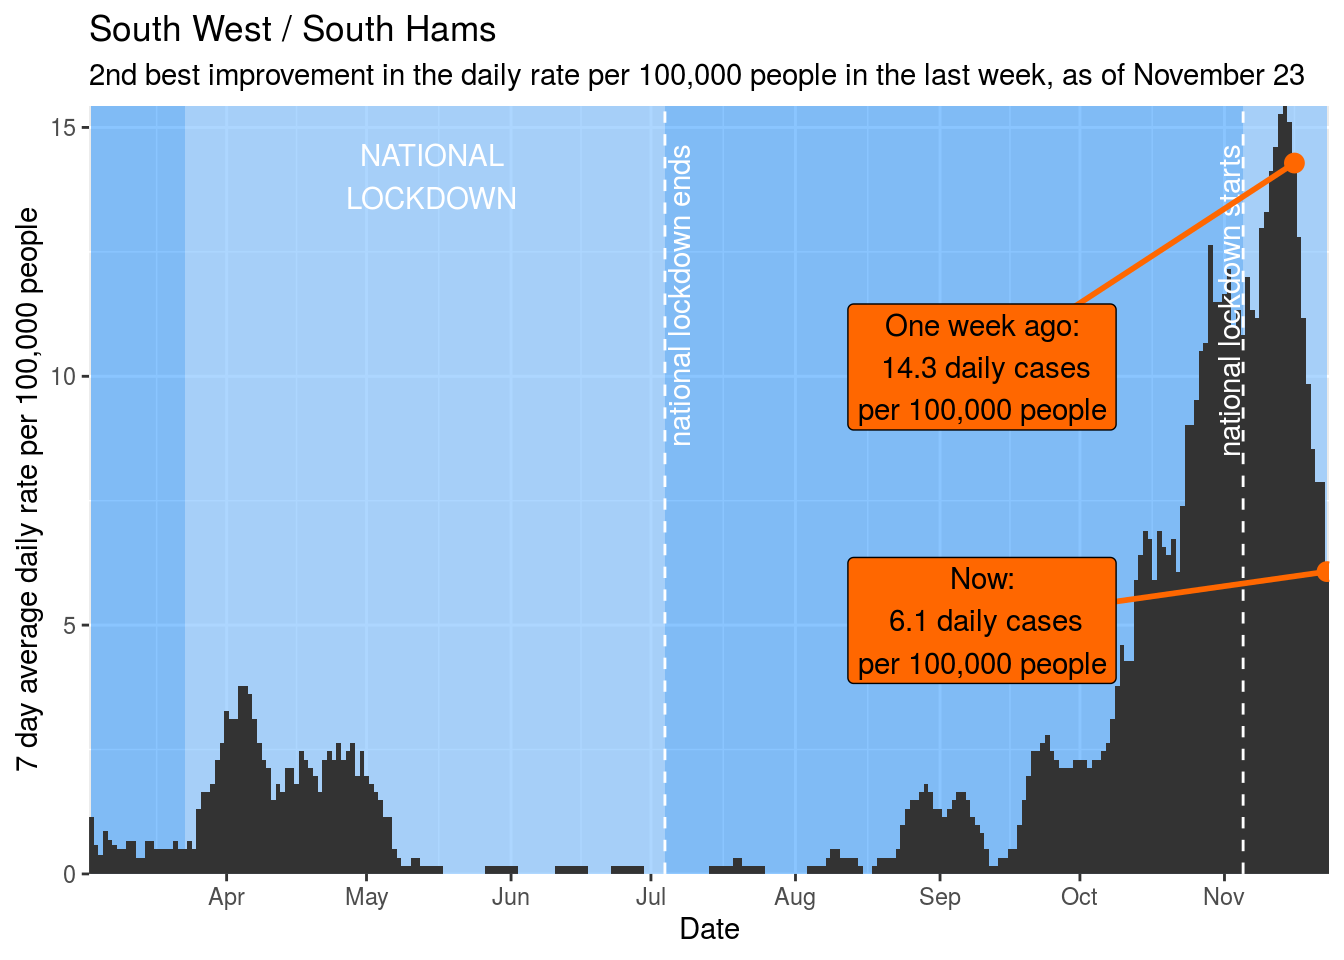 South West / South Hams
2nd best improvement in the daily rate per 100,000 people in the last week, as of November 23
7 day average daily rate per 100,000 people
15
10
5
0
NATIONAL
LOCKDOWN
national lockdown ends
national lockdown starts
One week ago:
14.3 daily cases
per 100,000 people
Now:
6.1 daily cases
per 100,000 people
Apr May Jun Jul Aug Sep Oct Nov
Date